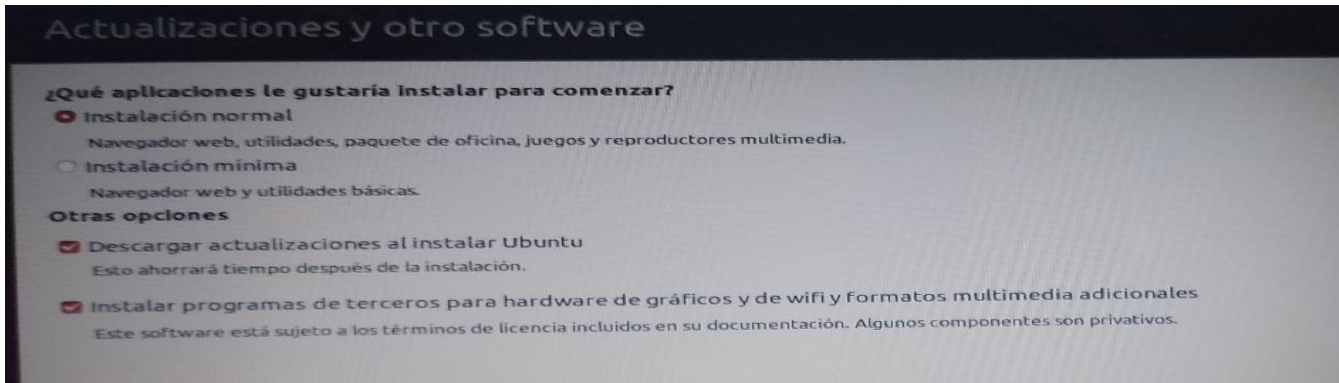 Actualizaciones y otro software
¿Qué aplicaciones le gustaría instalar para comenzar?
Instalación normal
Navegador web, utilidades, paquete de oficina, juegos y reproductores multimedia.
Instalación mínima
Navegador web y utilidades básicas.
Otras opciones
Descargar actualizaciones al instalar Ubuntu
Esto ahorrará tiempo después de la instalación.
Instalar programas de terceros para hardware de gráficos y de wifi y formatos multimedia adicionales
Este software está sujeto a los términos de licencia incluidos en su documentación. Algunos componentes son privativos.